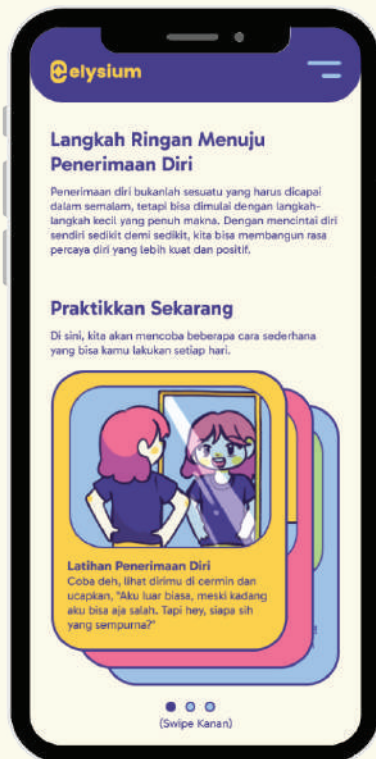 elysium
Langkah Ringan Menuju
Penerimaan Diri
Penerimaan diri bukanlah sesuatu yang harus dicapai
dalam semalam, tetapi bisa dimulai dengan langkah-
langkah kecil yang penuh makna. Dengan mencintai diri
sendiri sedikit demi sedikit, kita bisa membangun rasa
percaya diri yang lebih kuat dan positif.
Praktikkan Sekarang
Di sini, kita akan mencoba beberapa cara sederhana
yang bisa kamu lakukan setiap hari.
Latihan Penerimaan Diri
Coba deh, lihat dirimu di cermin dan
ucapkan, "Aku luar biasa, meski kadang
aku bisa aja salah. Tapi hey, siapa sih
yang sempurna?"
(Swipe Kanan)